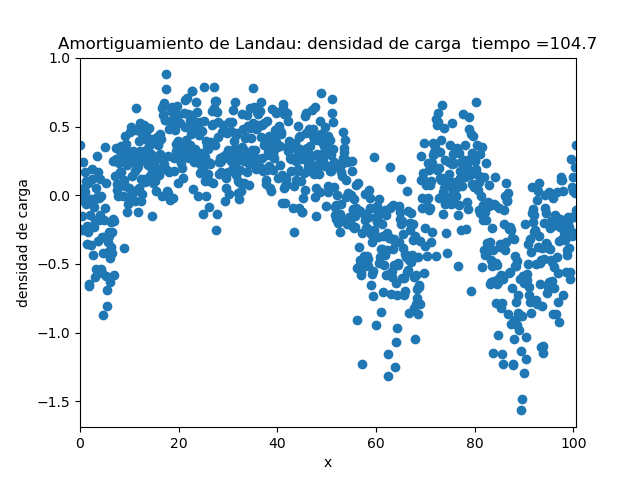 Amortiguamiento de Landau: densidad de carga  tiempo =104.7
1.0
0.5
0.0
−0.5
−1.0
−1.5
densidad de carga
0 20 40 60 80 100
x